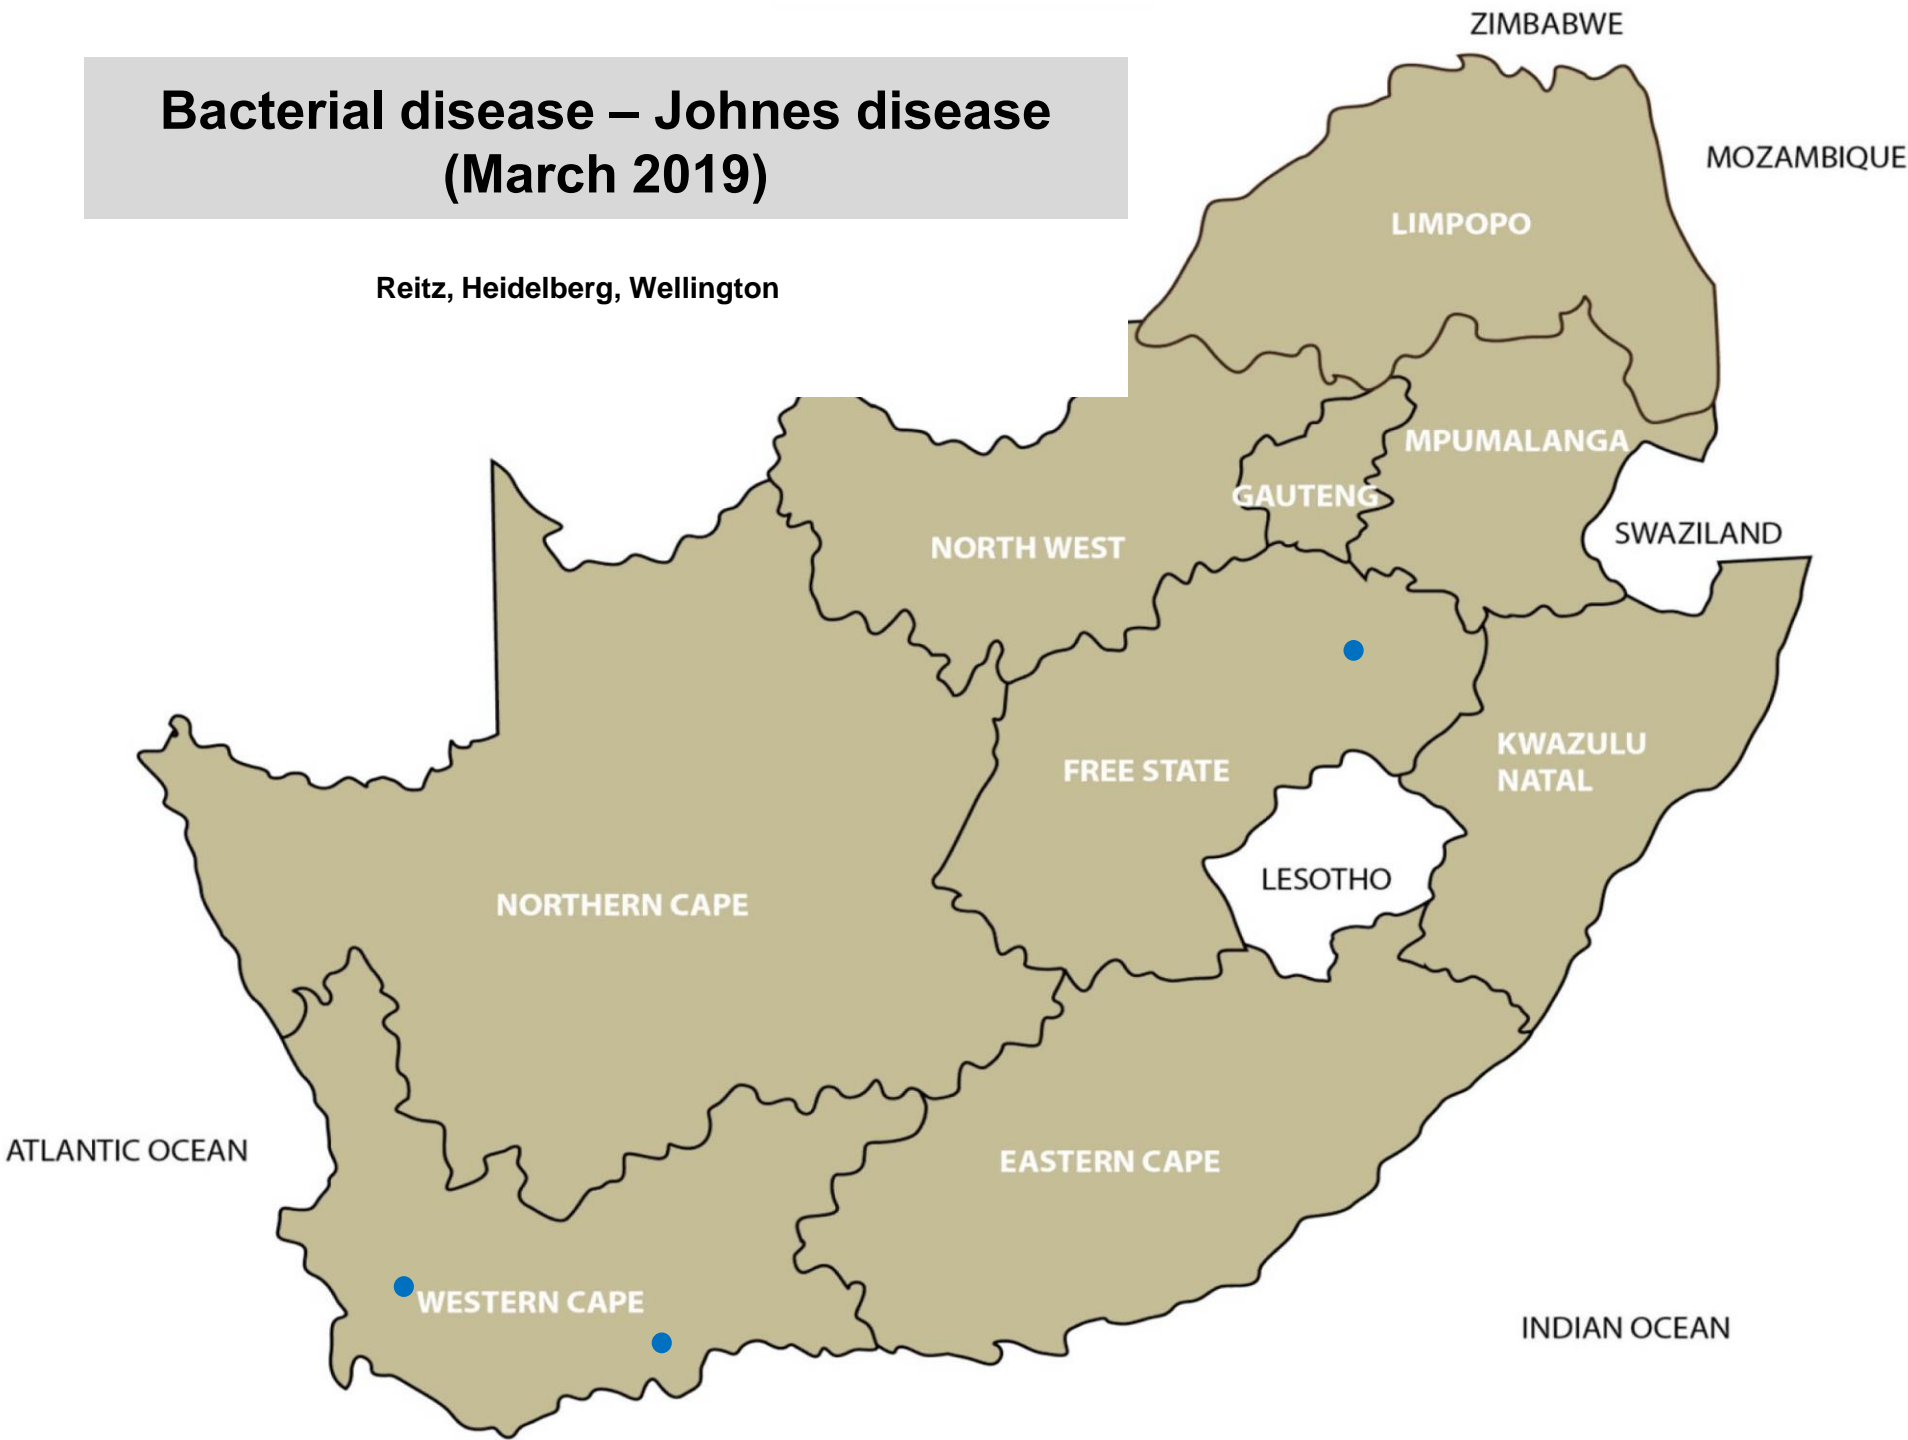 ZIMBABWE
Bacterial disease – Johnes disease
(March 2019)
MOZAMBIQUE
LIMPOPO
Reitz, Heidelberg, Wellington
MPUMALANGA
GAUTENG
SWAZILAND
NORTH WEST
KWAZULU
NATAL
FREE STATE
LESOTHO
NORTHERN CAPE
ATLANTIC OCEAN
EASTERN CAPE
WESTERN CAPE
INDIAN OCEAN